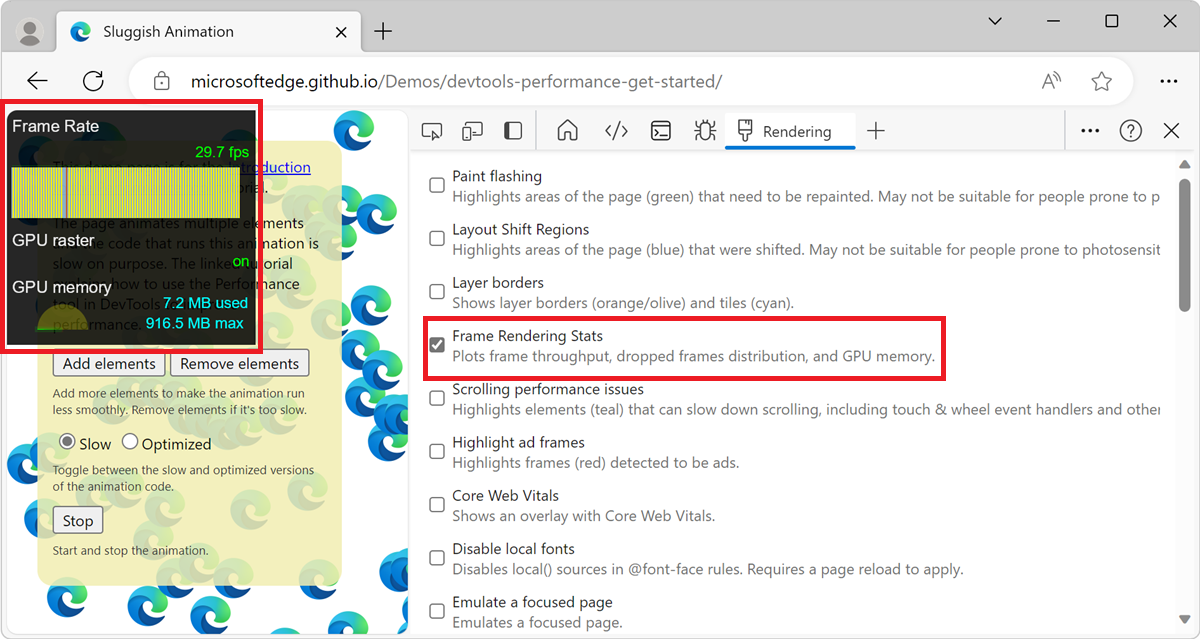 Sluggish Animation
microsoftedge.github.io/Demos/devtools-performance-get-started/
Frame Rate
29.7 fps
GPU raster
on
GPU memory
7.2 MB used
916.5 MB max
This demo page is for the Introduction
The page animates multiple elements
The code that runs this animation is
slow on purpose. The linked tutorial
how to use the Performance
tool in DevTools
performance.
Add elements
Remove elements
Add more elements to make the animation run
less smoothly. Remove elements if it's too slow.
Slow
Optimized
Toggle between the slow and optimized versions
of the animation code.
Stop
Start and stop the animation.
Rendering
Paint flashing
Highlights areas of the page (green) that need to be repainted. May not be suitable for people prone to p
Layout Shift Regions
Highlights areas of the page (blue) that were shifted. May not be suitable for people prone to photosensit
Layer borders
Shows layer borders (orange/olive) and tiles (cyan).
Frame Rendering Stats
Plots frame throughput, dropped frames distribution, and GPU memory.
Scrolling performance issues
Highlights elements (teal) that can slow down scrolling, including touch & wheel event handlers and other
Highlight ad frames
Highlights frames (red) detected to be ads.
Core Web Vitals
Shows an overlay with Core Web Vitals.
Disable local fonts
Disables local() sources in @font-face rules. Requires a page reload to apply.
Emulate a focused page
Emulates a focused page.